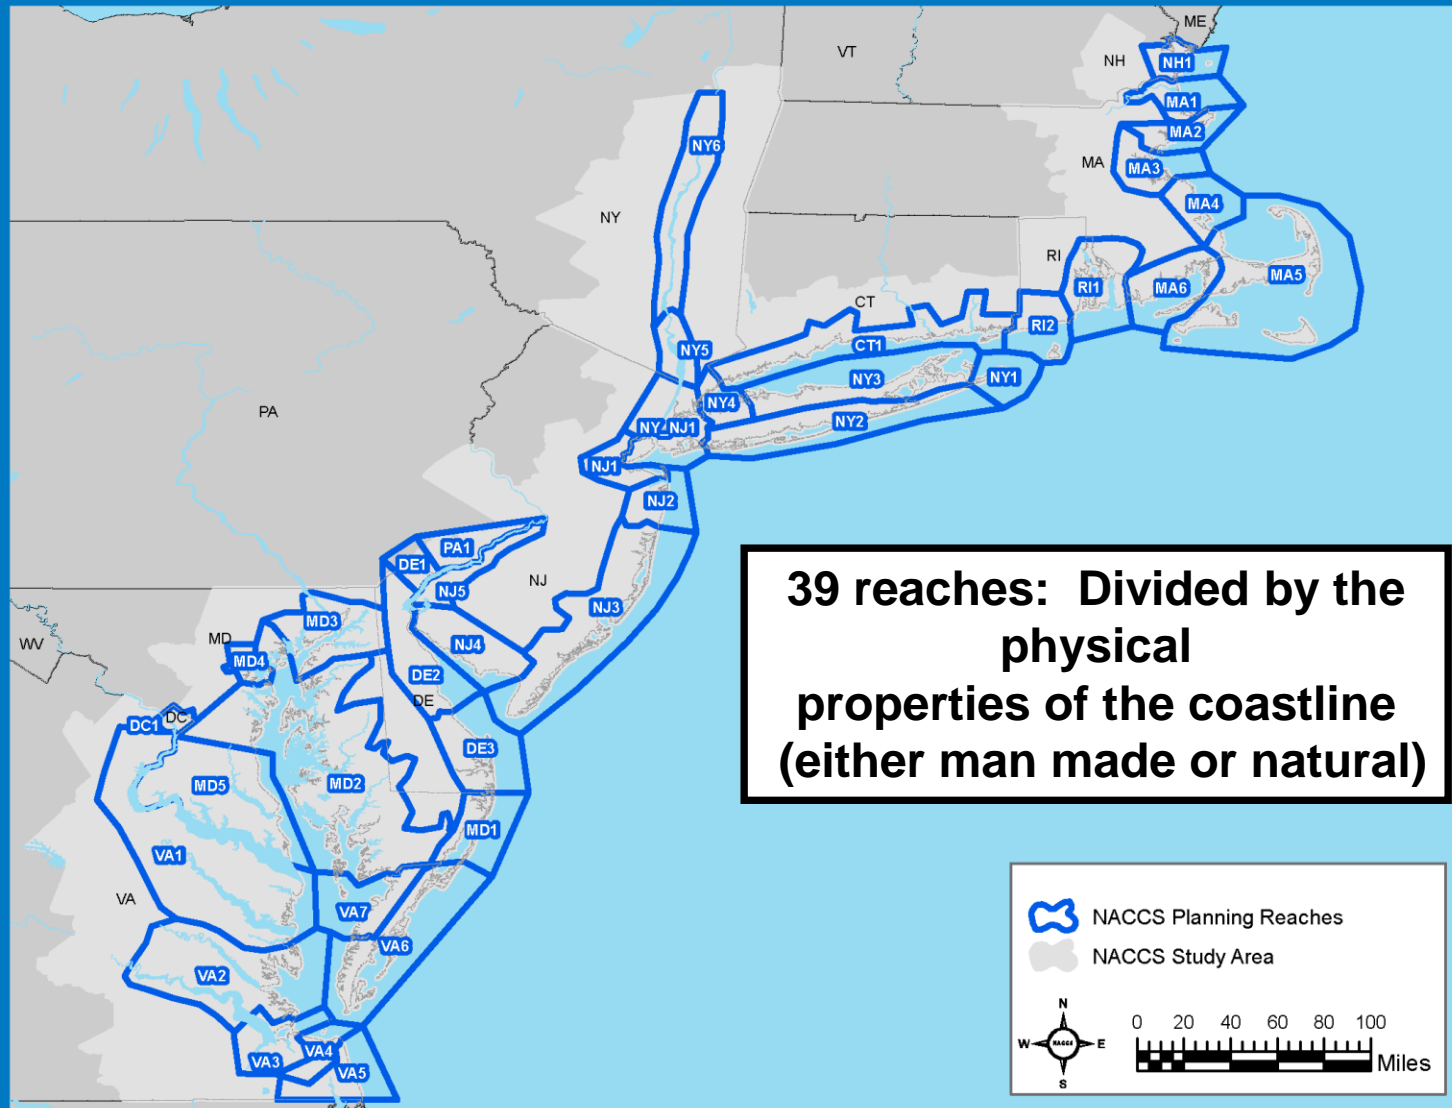 ME
VT
NH
NH1
MA1
MA2
MA
MA3
MA4
NY6
NY
RI
MA5
RI1
MA6
CT
RI2
CT1
NY5
NY3
NY1
NY4
NY2
PA
NY_NJ1
NJ1
NJ2
PA1
DE1
NJ
NJ5
NJ3
MD3
MD
WV
NJ4
MD4
DE2
DE
DC
DC1
DE3
MD5
MD2
MD1
VA1
VA
VA7
VA6
VA2
VA4
VA3
VA5
39 reaches: Divided by the
physical
properties of the coastline
(either man made or natural)
NACCS Planning Reaches
NACCS Study Area
N
W NACCS E
S
0 20 40 60 80 100
Miles